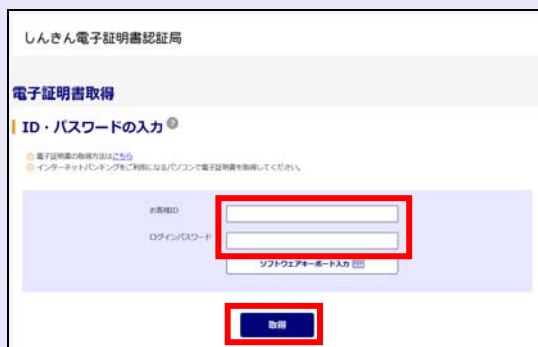 しんきん電子証明書認証局
電子証明書取得
ID・パスワードの入力
電子証明書の取得方法はこちら
インターネットバンキングをご利用になるパソコンで電子証明書を取得してください。
お客様ID
ログインパスワード
ソフトウェアキーボード入力
取得